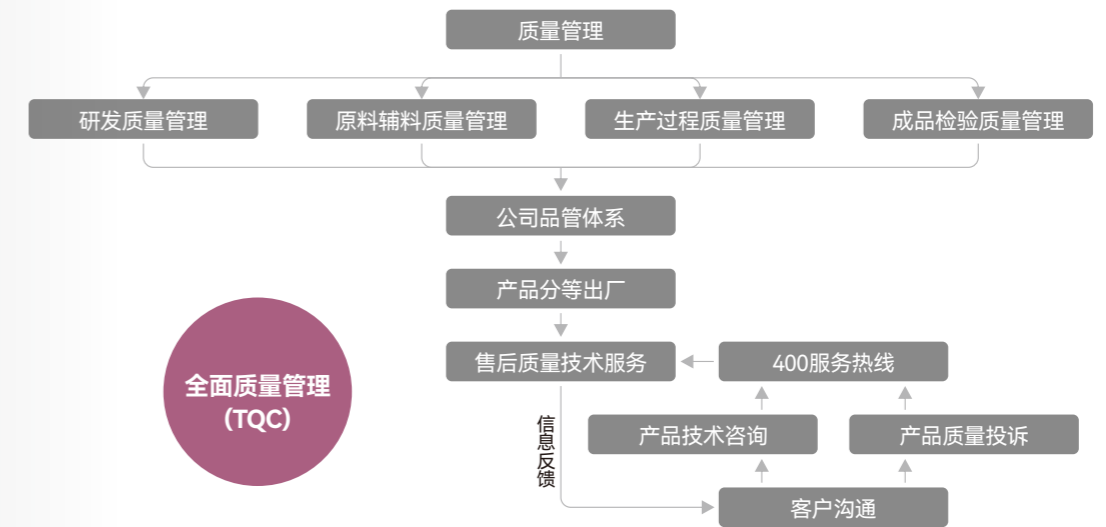 质量管理
研发质量管理
原料辅料质量管理
生产过程质量管理
成品检验质量管理
公司品管体系
产品分等出厂
售后质量技术服务
400服务热线
全面质量管理
(TQC)
信息反馈
产品技术咨询
产品质量投诉
客户沟通